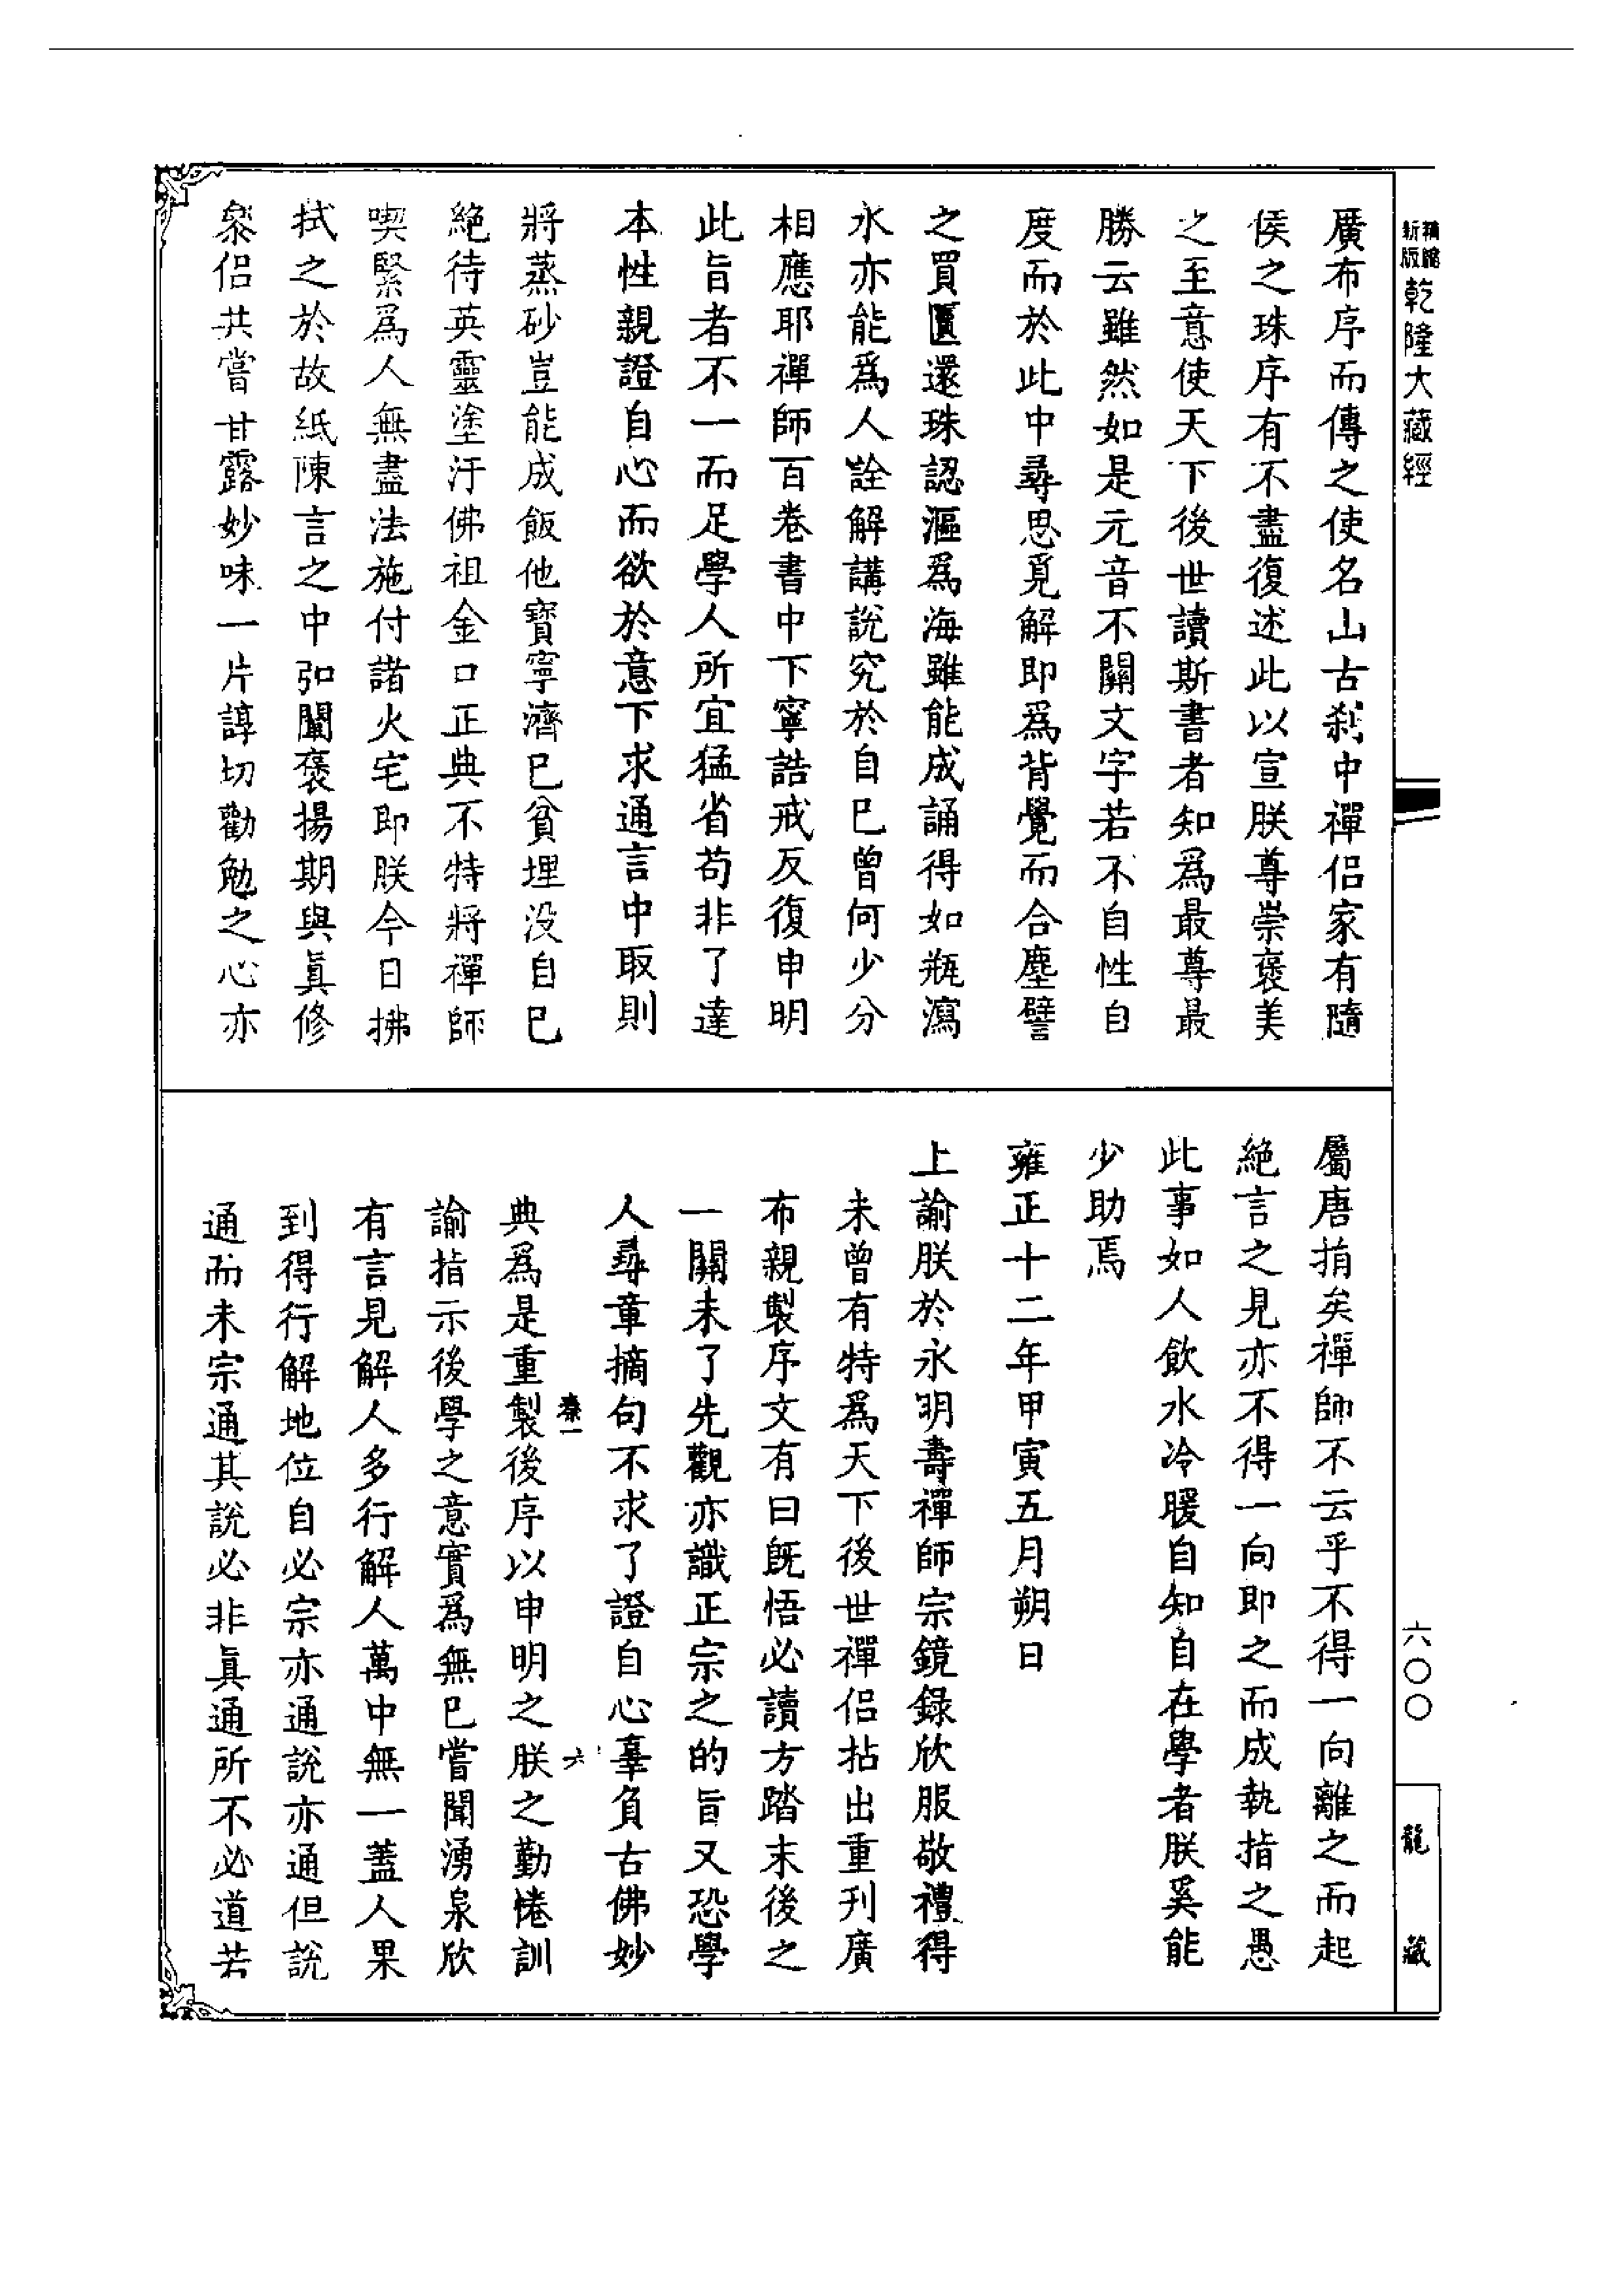 精縮新版乾隆大藏經
廣布序而傳之使名山古刹中禪侶家有隨
侯之珠序有不盡復述此以宣朕尊崇褒美
之至意使天下後世讀斯書者知為最尊最
勝云雖然如是元音不關文字若不自性自
度而於此中尋思覓解即為背覺而合塵譬
之買匱還珠認漚為海雖能成誦得如瓶瀉
水亦能為人詮解講說究於自已曾何少分
相應耶禪師百卷書中下寧誥戒反復申明
此旨者不一而足學人所宜猛省苟非了達
本性親證自心而欲於意下求通言中取則
將蒸砂豈能成飯他寶寧濟已貧埋没自已
絕待英靈塗汙佛祖金口正典不特將禪師
喫緊為人無盡法施付諸火宅即朕今日拂
拭之於故紙陳言之中弘闡褒揚期與眞修
叅侶共嘗甘露妙味一片諄切勸勉之心亦
屬唐捐矣禪師不云乎不得一向離之而起
絕言之見亦不得一向即之而成執指之愚
此事如人飲水冷暖自知自在學者朕奚能
少助焉
雍正十二年甲寅五月朔日
上諭朕於永明壽禪師宗鏡錄欣服敬禮得
未曾有特為天下後世禪侶拈出重刋廣
布親製序文有曰旣悟必讀方踏末後之
一關未了先觀亦識正宗之的旨又恐學
人尋章摘句不求了證自心辜負古佛妙
秦一 六
典為是重製後序以申明之朕之勤惓訓
諭指示後學之意實為無已嘗聞湧泉欣
有言見解人多行解人萬中無一蓋人果
到得行解地位自必宗亦通說亦通但說
通而未宗通其說必非眞通所不必道若
六〇〇
龍藏